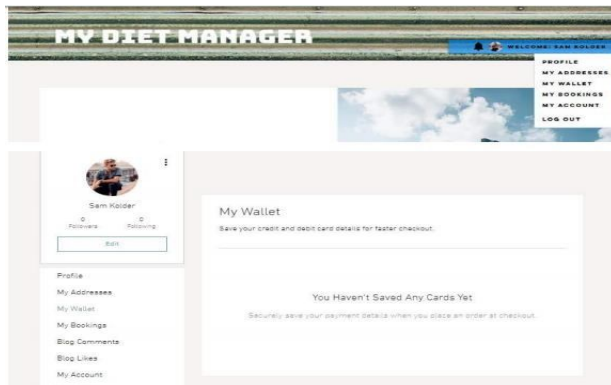 MY DIET MANAGER
WELCOME! SAM KOLDER
PROFILE
MY ADDRESSES
MY WALLET
MY BOOKINGS
MY ACCOUNT
LOG OUT
Sam Kolder
0 0
Followers Following
Edit
Profile
My Addresses
My Wallet
My Bookings
Blog Comments
Blog Likes
My Account
My Wallet
Save your credit and debit card details for faster checkout.
You Haven't Saved Any Cards Yet
Securely save your payment details when you place an order at checkout.